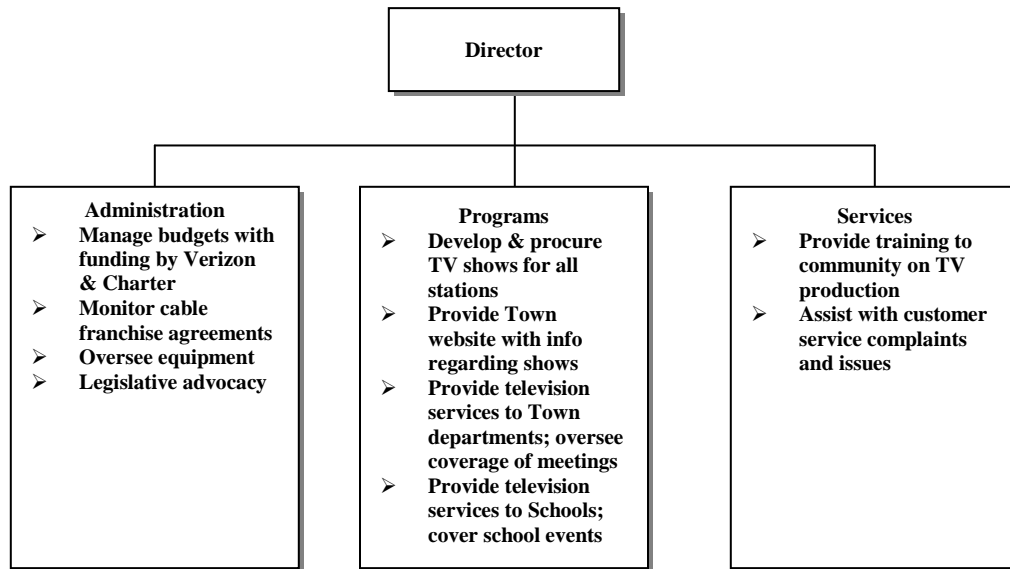 Director
Administration
➢ Manage budgets with
funding by Verizon
& Charter
➢ Monitor cable
franchise agreements
➢ Oversee equipment
➢ Legislative advocacy
Programs
➢ Develop & procure
TV shows for all
stations
➢ Provide Town
website with info
regarding shows
➢ Provide television
services to Town
departments; oversee
coverage of meetings
➢ Provide television
services to Schools;
cover school events
Services
➢ Provide training to
community on TV
production
➢ Assist with customer
service complaints
and issues